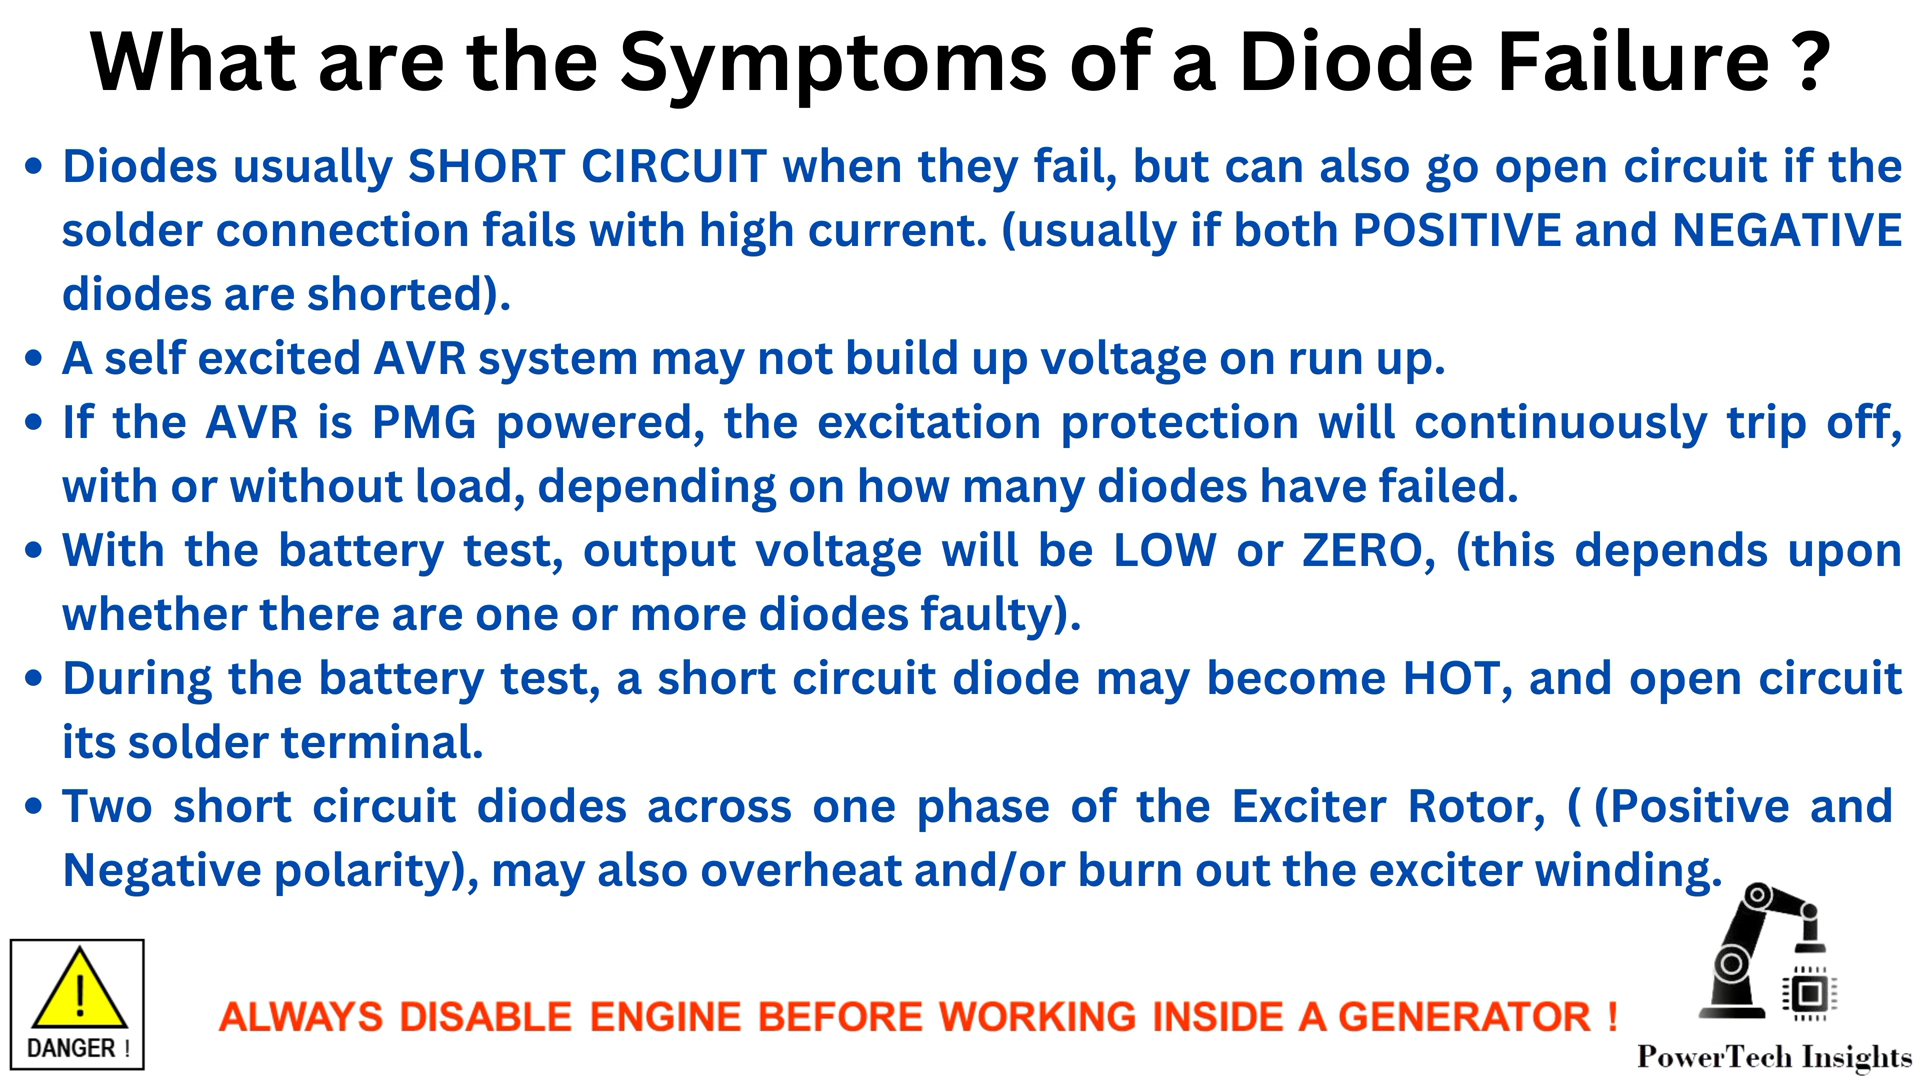 What are the Symptoms of a Diode Failure ?
• Diodes usually SHORT CIRCUIT when they fail, but can also go open circuit if the
solder connection fails with high current. (usually if both POSITIVE and NEGATIVE
diodes are shorted).
• A self excited AVR system may not build up voltage on run up.
• If the AVR is PMG powered, the excitation protection will continuously trip off,
with or without load, depending on how many diodes have failed.
• With the battery test, output voltage will be LOW or ZERO, (this depends upon
whether there are one or more diodes faulty).
• During the battery test, a short circuit diode may become HOT, and open circuit
its solder terminal.
• Two short circuit diodes across one phase of the Exciter Rotor, ( (Positive and
Negative polarity), may also overheat and/or burn out the exciter winding.
!
DANGER !
ALWAYS DISABLE ENGINE BEFORE WORKING INSIDE A GENERATOR !
PowerTech Insights